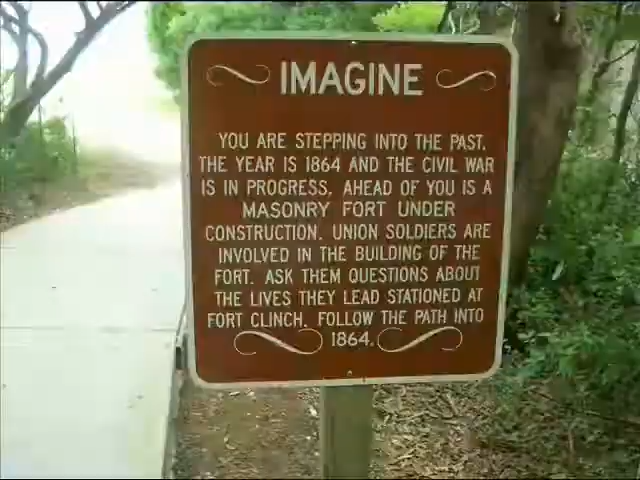 IMAGINE
YOU ARE STEPPING INTO THE PAST.
THE YEAR IS 1864 AND THE CIVIL WAR
IS IN PROGRESS. AHEAD OF YOU IS A
MASONRY FORT UNDER
CONSTRUCTION. UNION SOLDIERS ARE
INVOLVED IN THE BUILDING OF THE
FORT. ASK THEM QUESTIONS ABOUT
THE LIVES THEY LEAD STATIONED AT
FORT CLINCH. FOLLOW THE PATH INTO
1864.